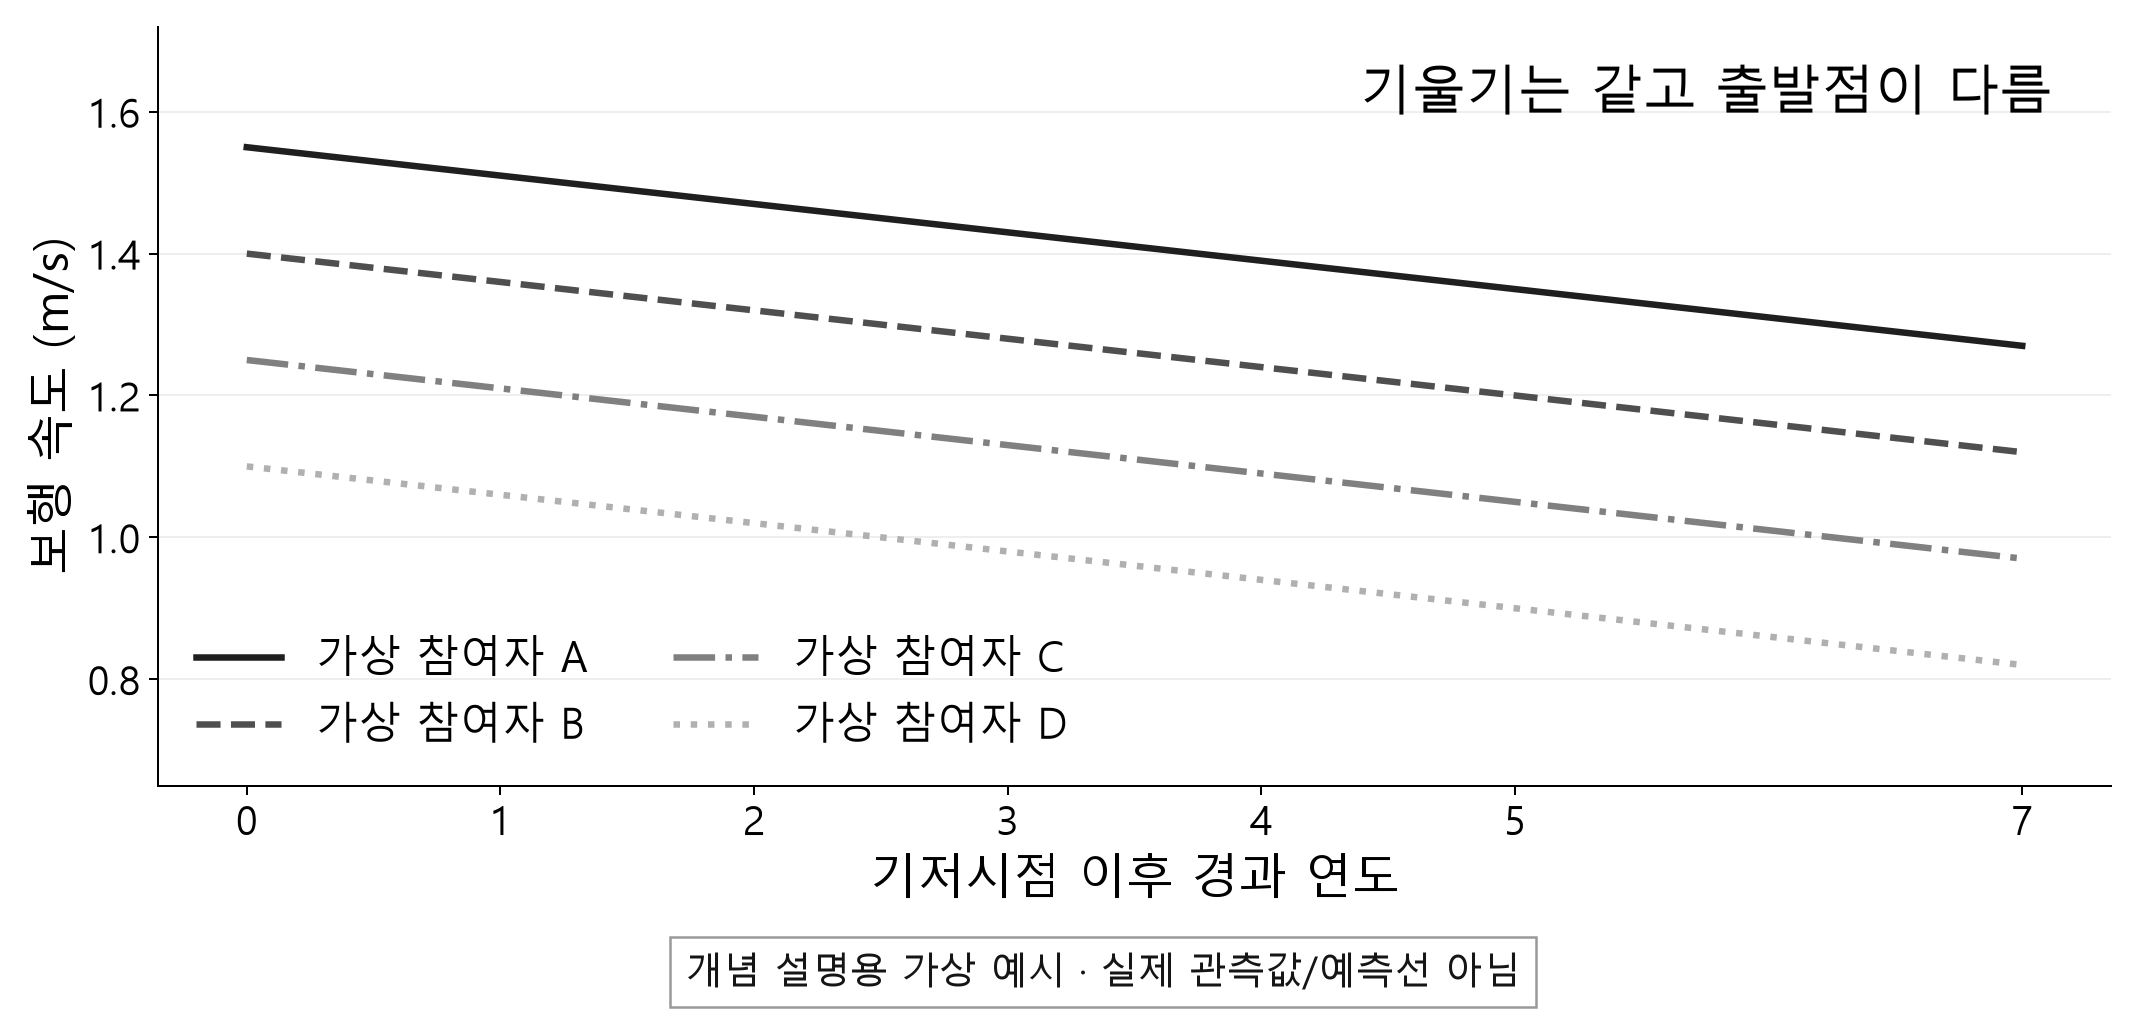 기울기는 같고 출발점이 다름
보행 속도 (m/s)
1.6
1.4
1.2
1.0
0.8
가상 참여자 A
가상 참여자 B
가상 참여자 C
가상 참여자 D
0 1 2 3 4 5 7
기저시점 이후 경과 연도
개념 설명용 가상 예시 · 실제 관측값/예측선 아님